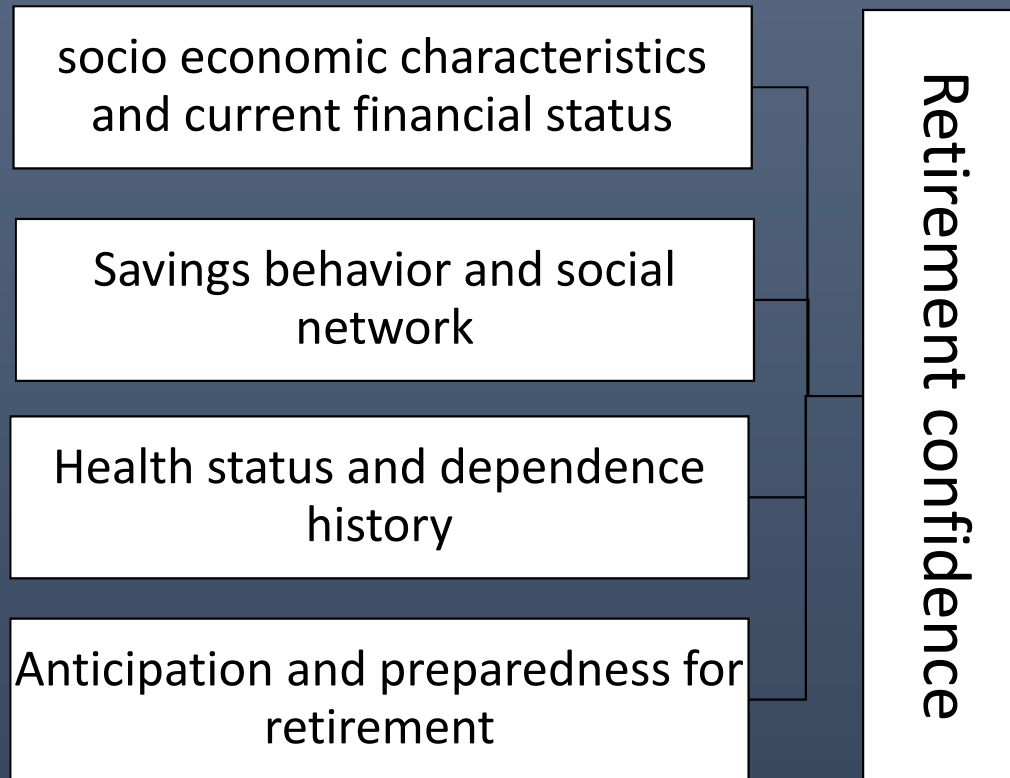 socio economic characteristics
and current financial status
Savings behavior and social
network
Health status and dependence
history
Anticipation and preparedness for
retirement
Retirement confidence